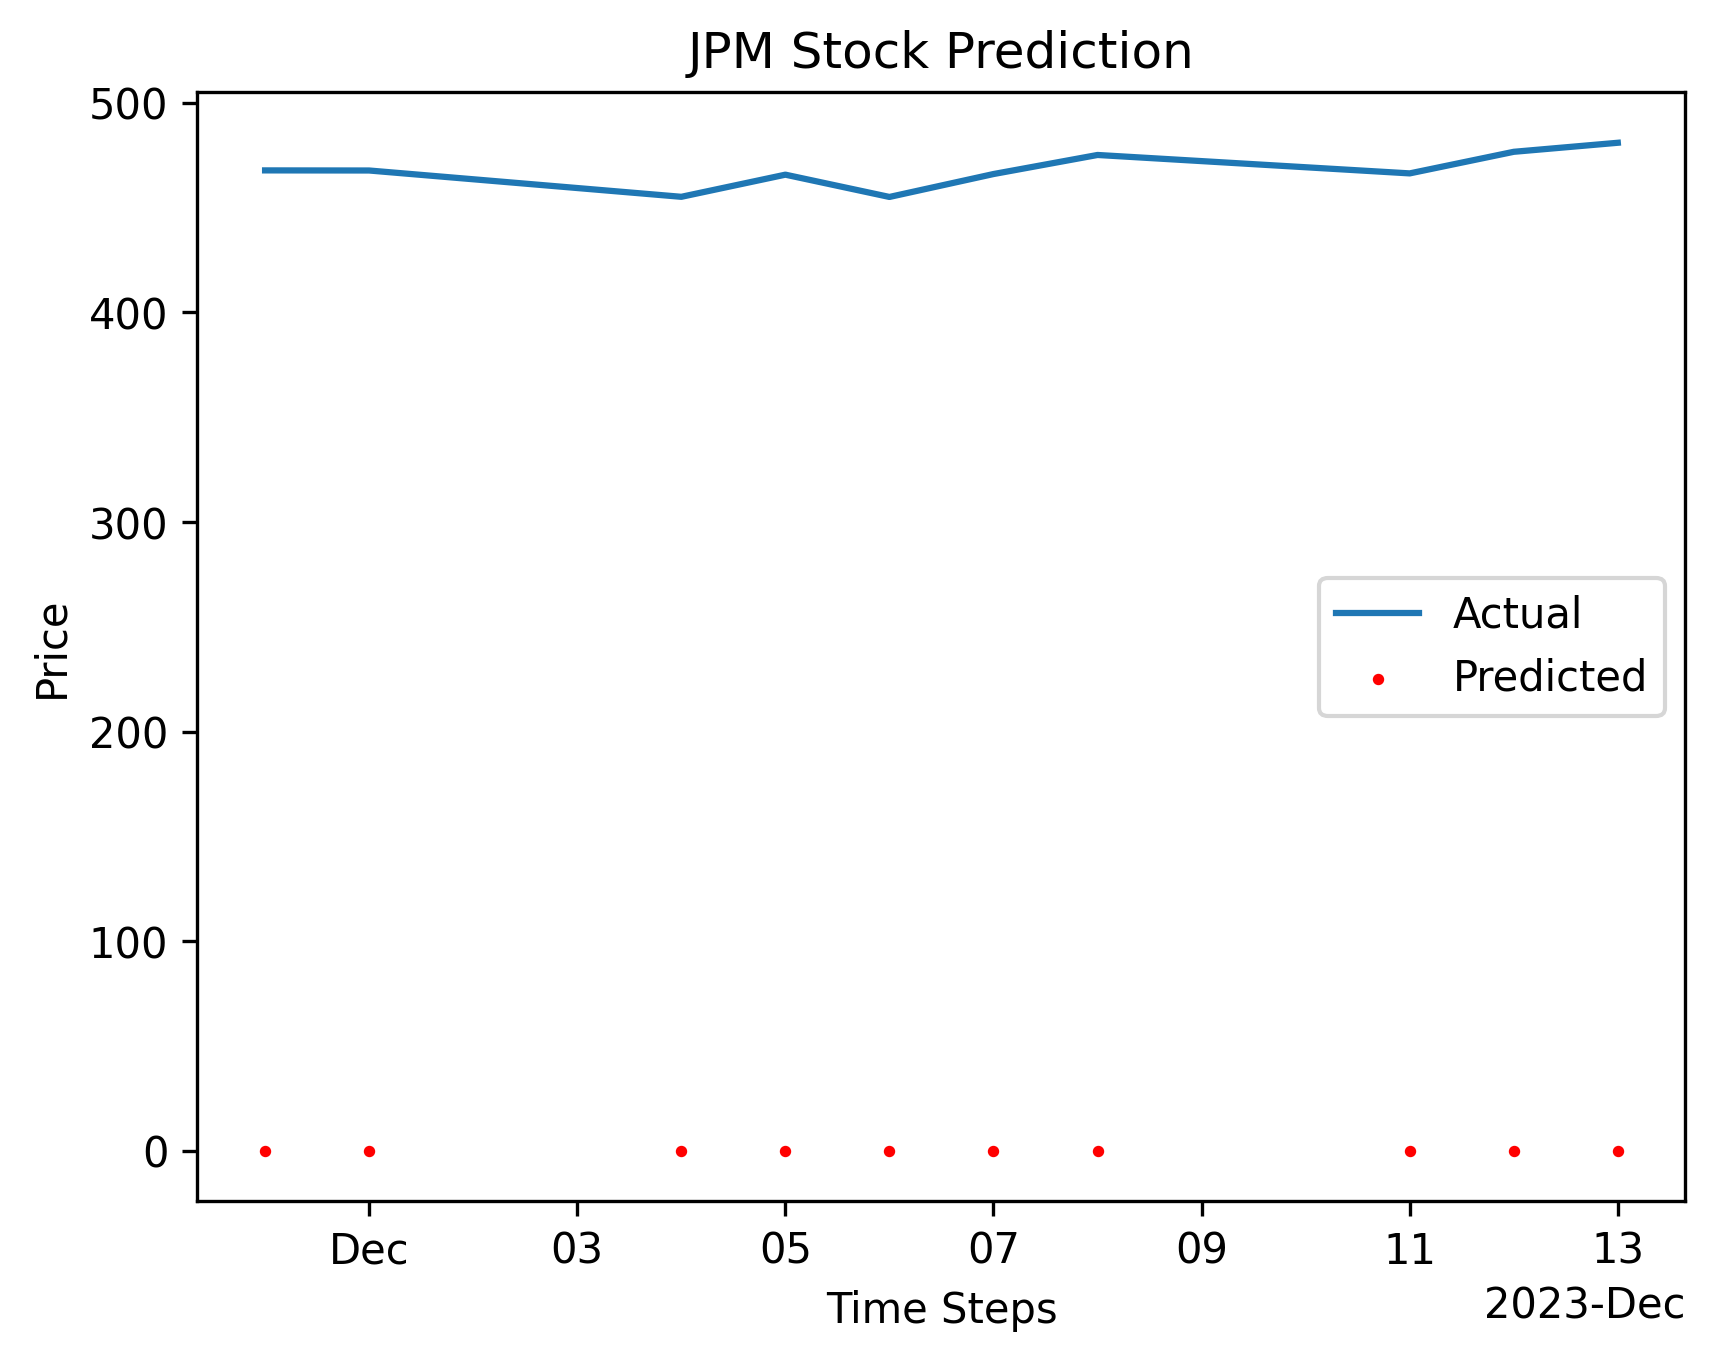 JPM Stock Prediction
500
400
300
200
100
0
Price
Actual
Predicted
Dec 03 05 07 09 11 13
Time Steps
2023-Dec